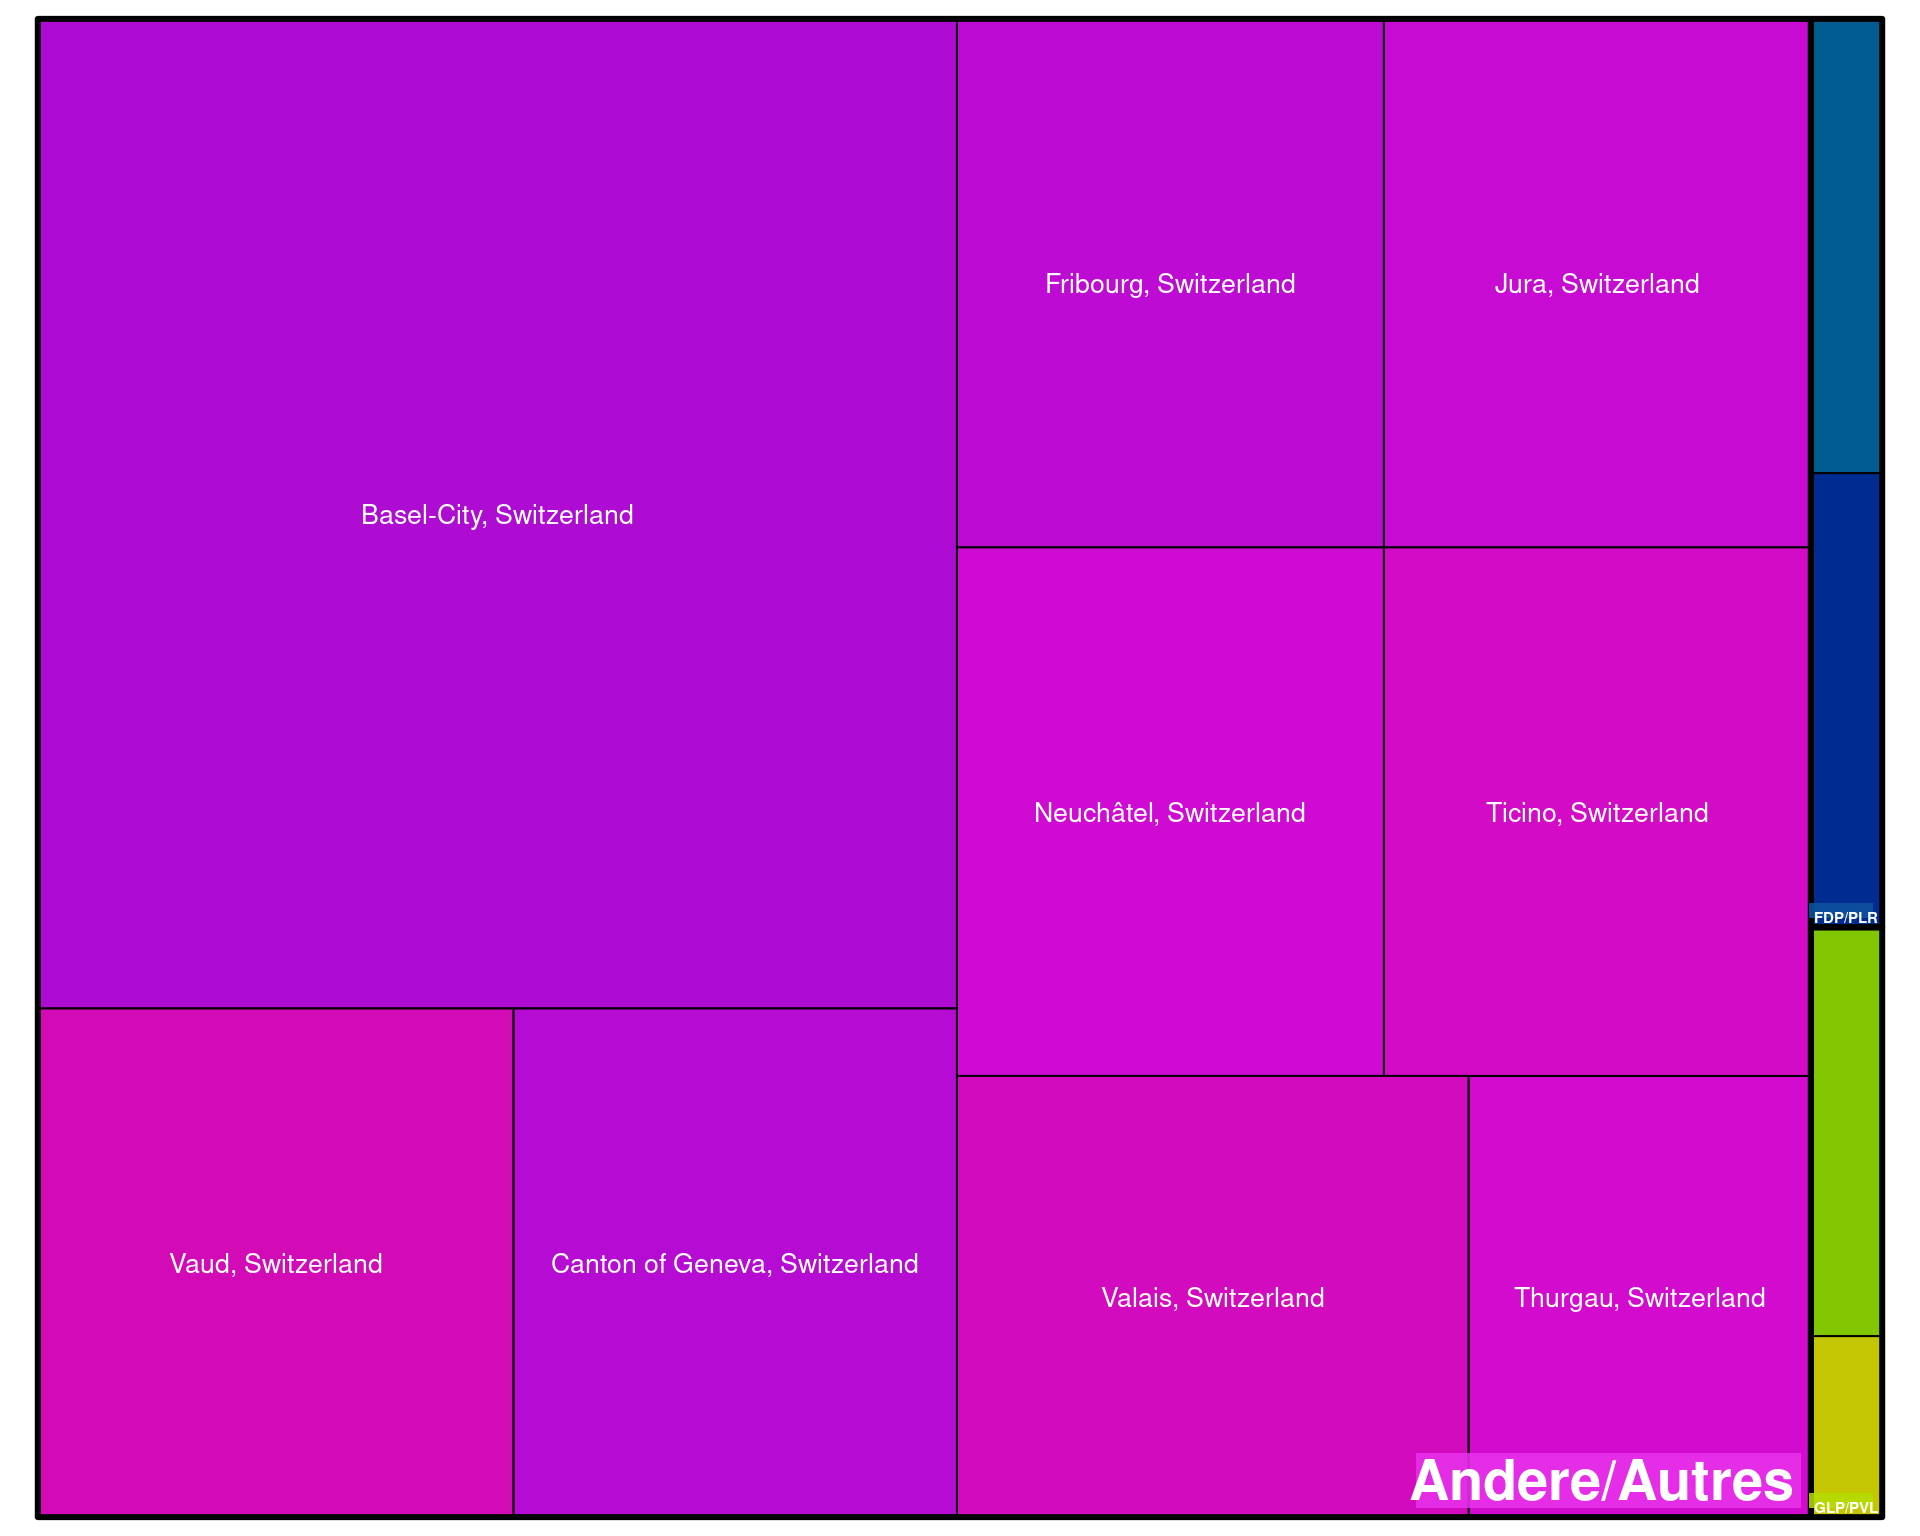 Basel-City, Switzerland
Fribourg, Switzerland
Jura, Switzerland
Neuchâtel, Switzerland
Ticino, Switzerland
Vaud, Switzerland
Canton of Geneva, Switzerland
Valais, Switzerland
Thurgau, Switzerland
Andere/Autres
FDP/PLR
GLP/PVL